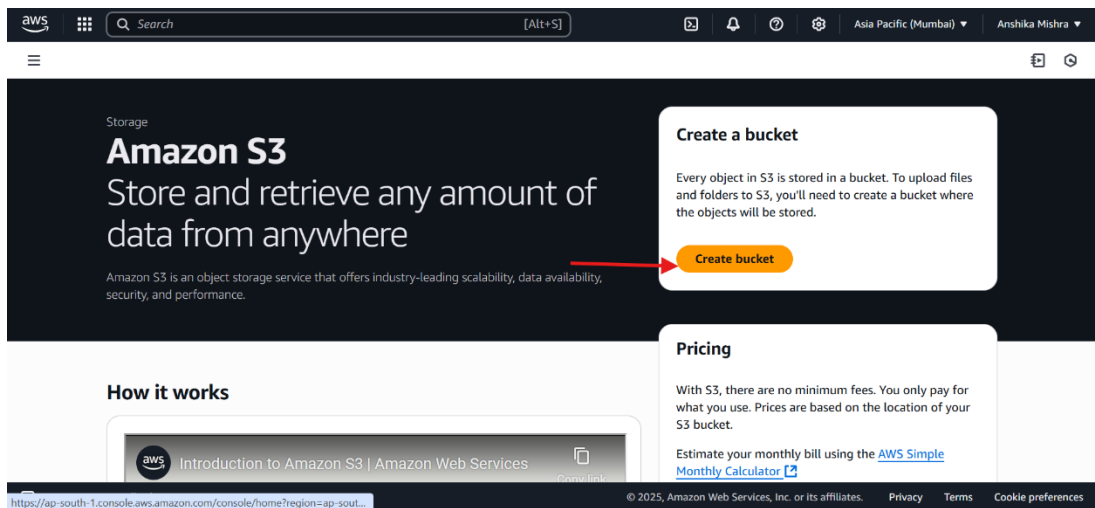 aws
Search
[Alt+S]
Asia Pacific (Mumbai) ▼
Anshika Mishra ▼
Storage
Amazon S3
Store and retrieve any amount of
data from anywhere
Amazon S3 is an object storage service that offers industry-leading scalability, data availability,
security, and performance.
Create a bucket
Every object in S3 is stored in a bucket. To upload files
and folders to S3, you'll need to create a bucket where
the objects will be stored.
Create bucket
Pricing
With S3, there are no minimum fees. You only pay for
what you use. Prices are based on the location of your
S3 bucket.
Estimate your monthly bill using the AWS Simple
Monthly Calculator
How it works
aws
Introduction to Amazon S3 | Amazon Web Services
Copy link
https://ap-south-1.console.aws.amazon.com/console/home?region=ap-sout...
© 2025, Amazon Web Services, Inc. or its affiliates.
Privacy
Terms
Cookie preferences